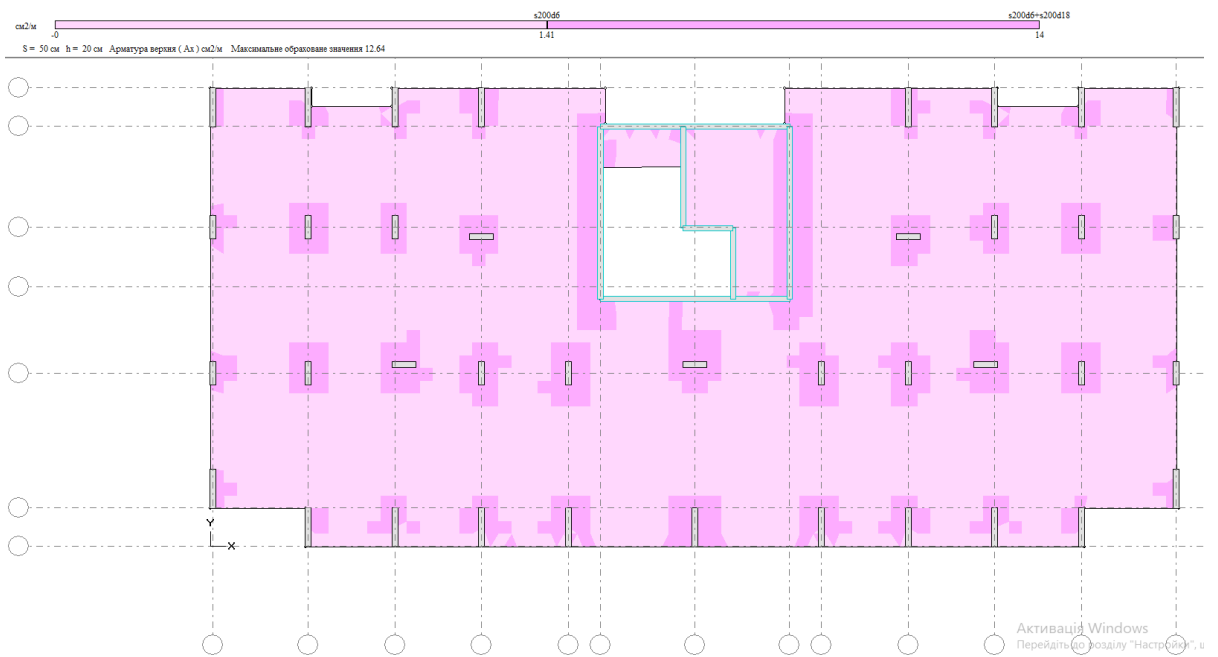 s200d6 s200d6+s200d18
см2/м
-0 1.41 14
S = 50 см h = 20 см Арматура верхня ( Ax ) см2/м Максимальне обраховане значення 12.64
Y
X
Активація Windows
Перейдіть до розділу "Настройки", щ